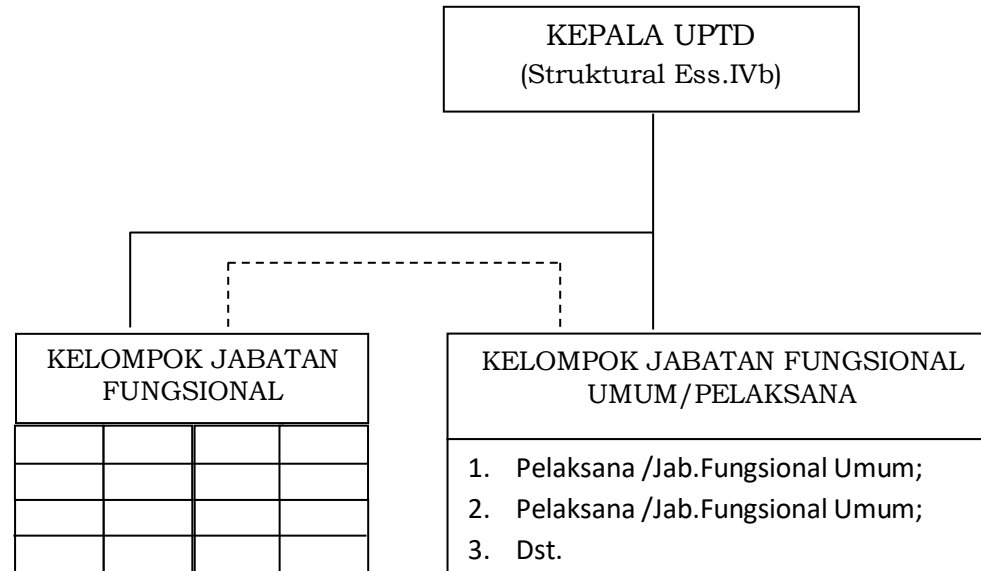 KEPALA UPTD
(Struktural Ess.IVb)
KELOMPOK JABATAN
FUNGSIONAL
KELOMPOK JABATAN FUNGSIONAL
UMUM/PELAKSANA
1. Pelaksana /Jab.Fungsional Umum;
2. Pelaksana /Jab.Fungsional Umum;
3. Dst.